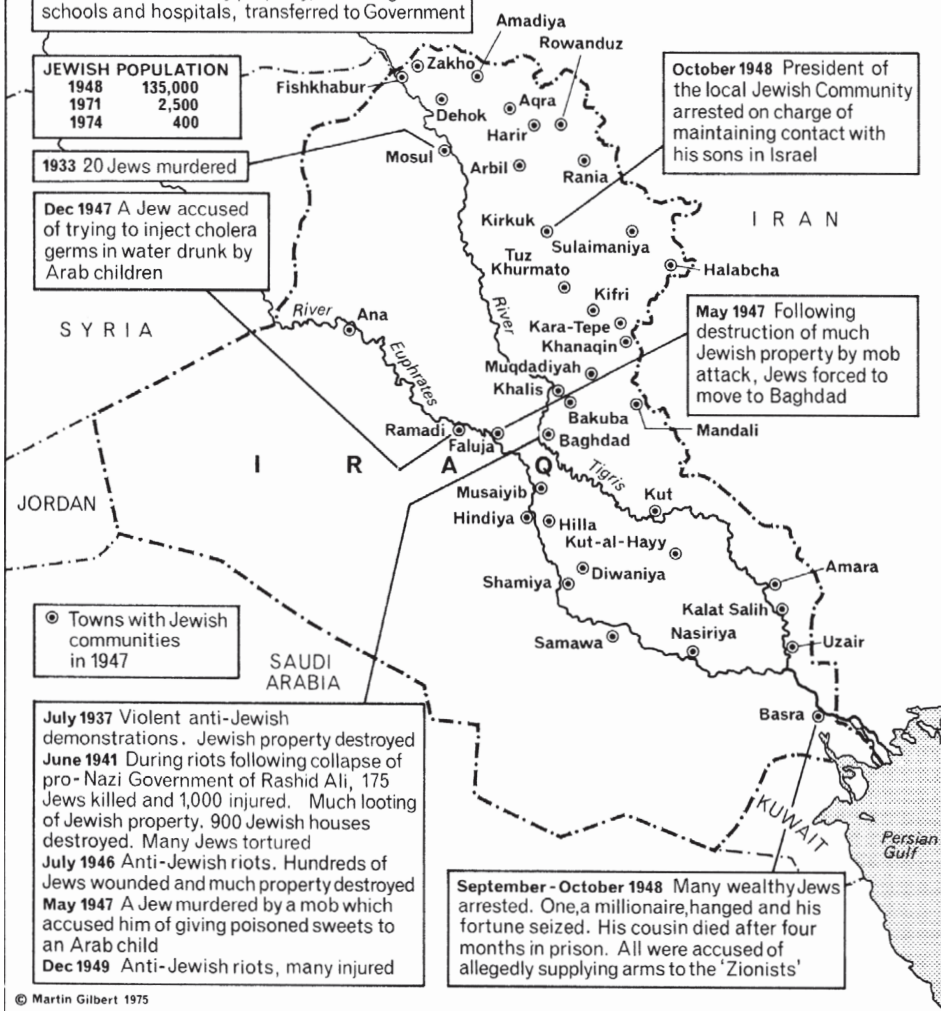 schools and hospitals, transferred to Government
JEWISH POPULATION
1948 135,000
1971 2,500
1974 400
1933 20 Jews murdered
Dec 1947 A Jew accused
of trying to inject cholera
germs in water drunk by
Arab children
October 1948 President of
the local Jewish Community
arrested on charge of
maintaining contact with
his sons in Israel
May 1947 Following
destruction of much
Jewish property by mob
attack, Jews forced to
move to Baghdad
Amadiya
Rowanduz
Zakho
Fishkhabur
Dehok
Aqra
Harir
Mosul
Arbil
Rania
Kirkuk
Sulaimaniya
IRAN
Tuz
Khurmato
Halabcha
Kifri
River
Ana
River
SYRIA
Kara-Tepe
Khanaqin
Euphrates
Muqdadiyah
Khalis
Bakuba
Mandali
Ramadi
Faluja
Baghdad
IRAQ
Tigris
JORDAN
Musaiyib
Kut
Hindiya
Hilla
Kut-al-Hayy
Diwaniya
Amara
Shamiya
Kalat Salih
Samawa
Nasiriya
Uzair
Towns with Jewish
communities
in 1947
SAUDI
ARABIA
Basra
KUWAIT
Persian
Gulf
July 1937 Violent anti-Jewish
demonstrations. Jewish property destroyed
June 1941 During riots following collapse of
pro-Nazi Government of Rashid Ali, 175
Jews killed and 1,000 injured. Much looting
of Jewish property. 900 Jewish houses
destroyed. Many Jews tortured
July 1946 Anti-Jewish riots. Hundreds of
Jews wounded and much property destroyed
May 1947 A Jew murdered by a mob which
accused him of giving poisoned sweets to
an Arab child
Dec 1949 Anti-Jewish riots, many injured
September-October 1948 Many wealthy Jews
arrested. One, a millionaire, hanged and his
fortune seized. His cousin died after four
months in prison. All were accused of
allegedly supplying arms to the 'Zionists'
© Martin Gilbert 1975